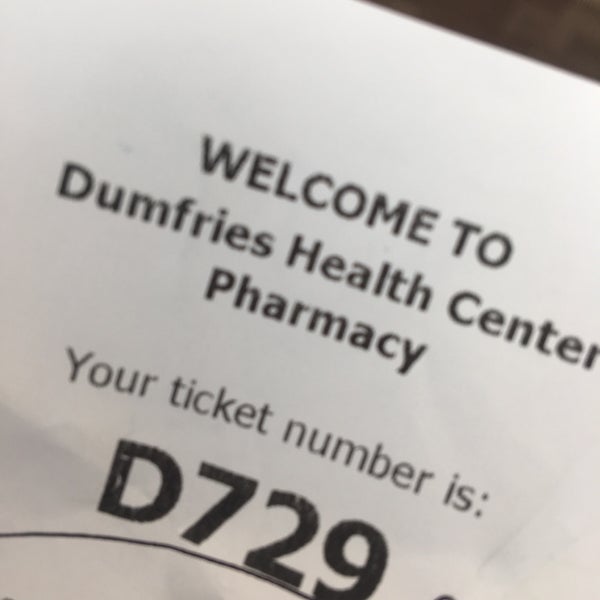 WELCOME TO
Dumfries Health Center
Pharmacy
Your ticket number is:
D729